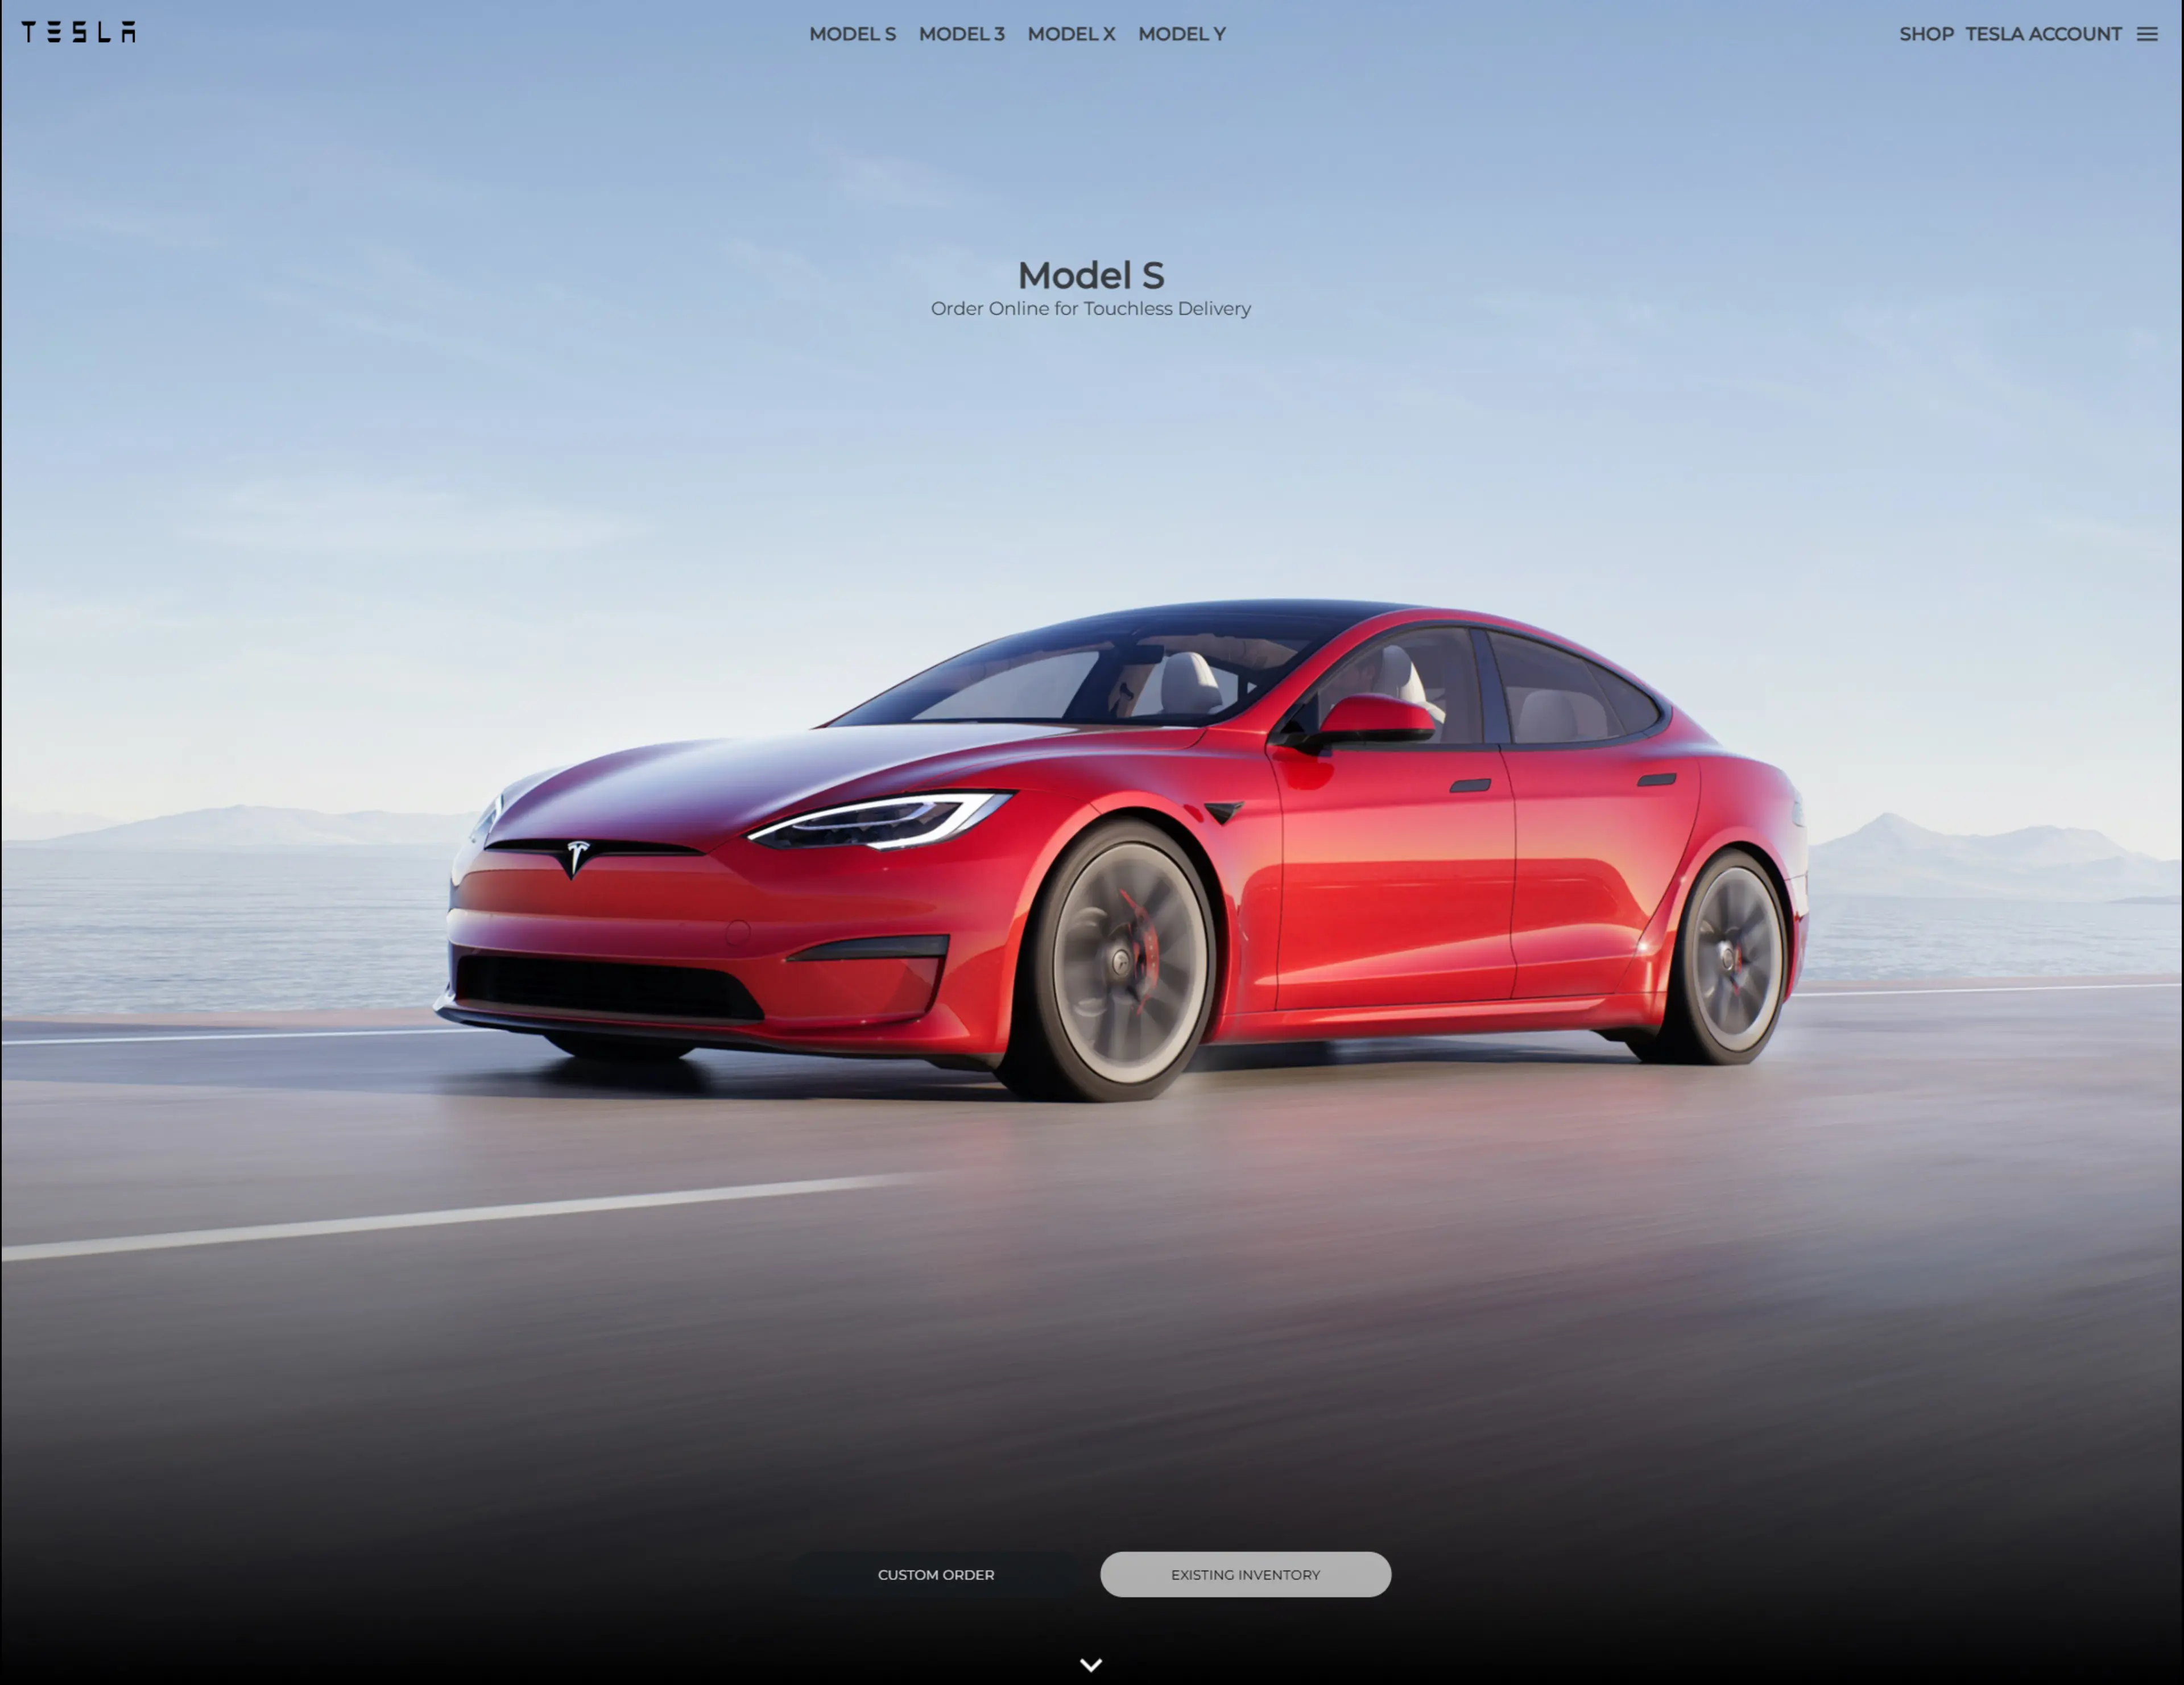 TESLA
MODEL S MODEL 3 MODEL X MODEL Y
SHOP TESLA ACCOUNT
Model S
Order Online for Touchless Delivery
CUSTOM ORDER
EXISTING INVENTORY